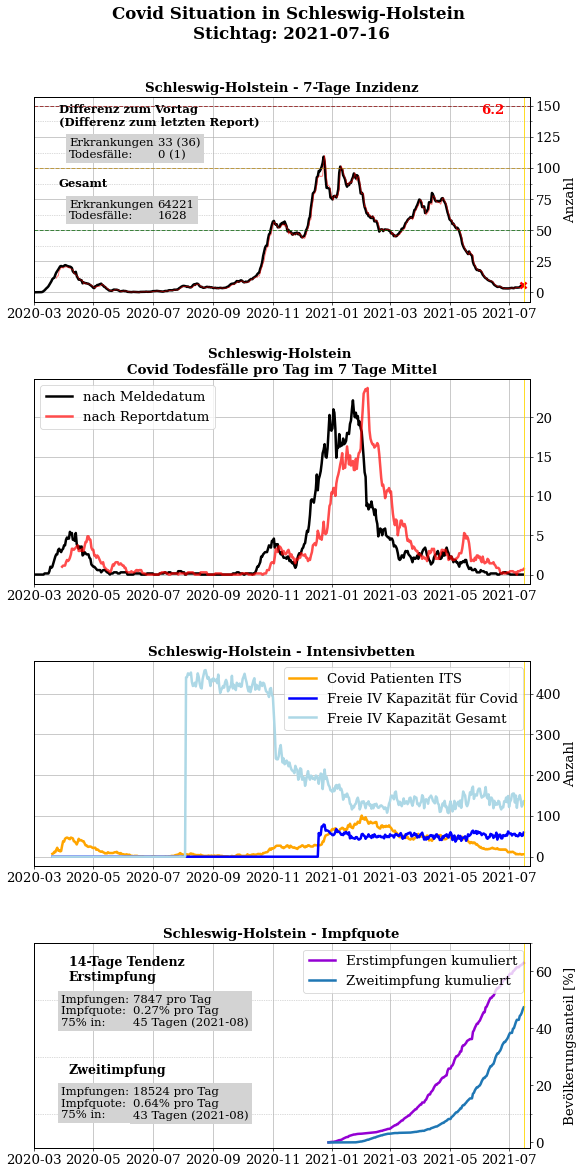 Covid Situation in Schleswig-Holstein
Stichtag: 2021-07-16
Schleswig-Holstein - 7-Tage Inzidenz
Differenz zum Vortag
(Differenz zum letzten Report)
Erkrankungen 33 (36)
Todesfälle: 0 (1)
Gesamt
Erkrankungen 64221
Todesfälle: 1628
6.2
150
125
100
75
50
25
0
Anzahl
2020-03 2020-05 2020-07 2020-09 2020-11 2021-01 2021-03 2021-05 2021-07
Schleswig-Holstein
Covid Todesfälle pro Tag im 7 Tage Mittel
nach Meldedatum
nach Reportdatum
20
15
10
5
0
2020-03 2020-05 2020-07 2020-09 2020-11 2021-01 2021-03 2021-05 2021-07
Schleswig-Holstein - Intensivbetten
Covid Patienten ITS
Freie IV Kapazität für Covid
Freie IV Kapazität Gesamt
400
300
200
100
0
Anzahl
2020-03 2020-05 2020-07 2020-09 2020-11 2021-01 2021-03 2021-05 2021-07
Schleswig-Holstein - Impfquote
14-Tage Tendenz
Erstimpfung
Impfungen: 7847 pro Tag
Impfquote: 0.27% pro Tag
75% in: 45 Tagen (2021-08)
Zweitimpfung
Impfungen: 18524 pro Tag
Impfquote: 0.64% pro Tag
75% in: 43 Tagen (2021-08)
Erstimpfungen kumuliert
Zweitimpfung kumuliert
60
40
20
0
Bevölkerungsanteil [%]
2020-03 2020-05 2020-07 2020-09 2020-11 2021-01 2021-03 2021-05 2021-07